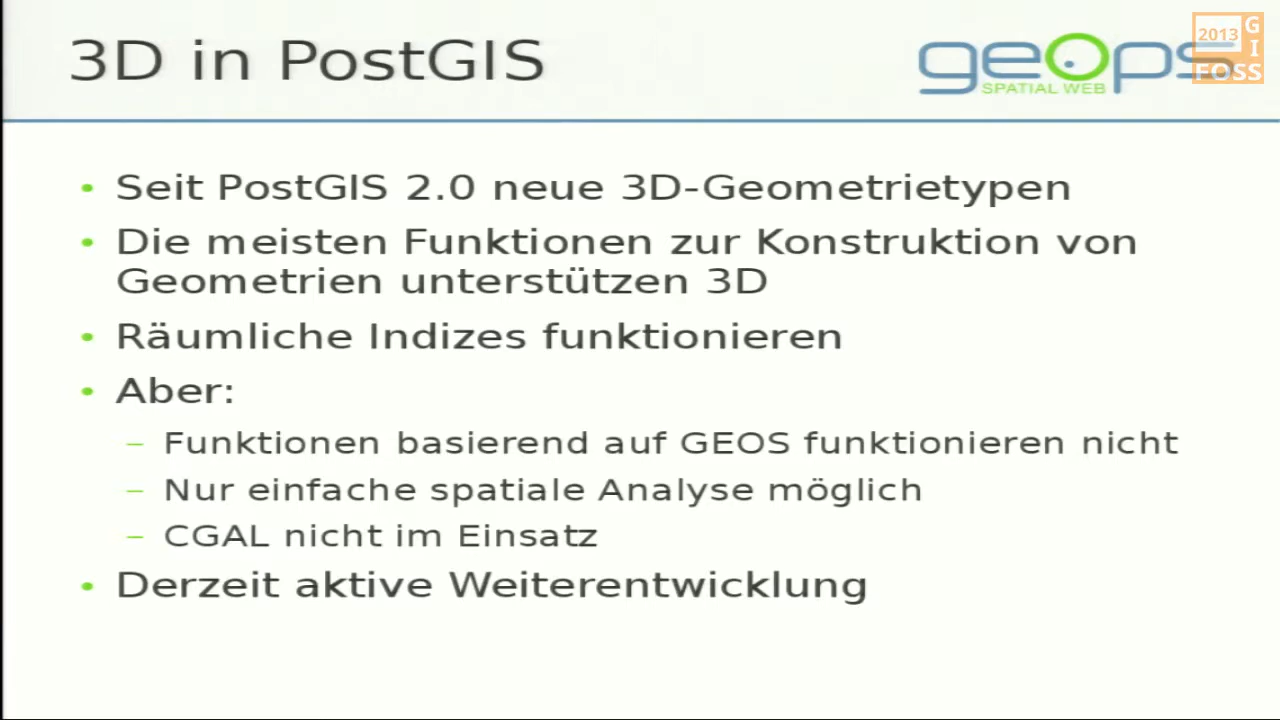 3D in PostGIS
geops
SPATIAL WEB
2013
GI
FOSS
Seit PostGIS 2.0 neue 3D-Geometrietypen
Die meisten Funktionen zur Konstruktion von
Geometrien unterstützen 3D
Räumliche Indizes funktionieren
Aber:
Funktionen basierend auf GEOS funktionieren nicht
Nur einfache spatiale Analyse möglich
CGAL nicht im Einsatz
Derzeit aktive Weiterentwicklung